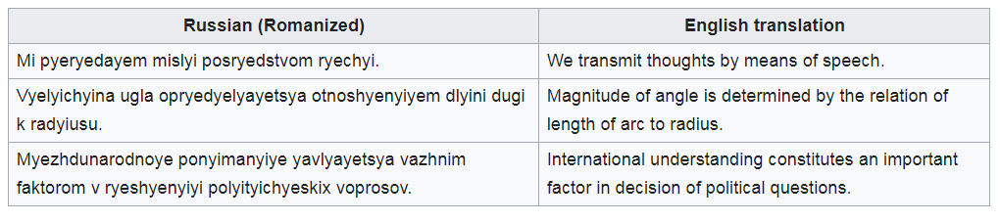 Russian (Romanized) English translation
Mi pyeryedayem mislyi posryedstvom ryechyi. We transmit thoughts by means of speech.
Vyelyichyina ugla opryedyelyayetsya otnoshyenyiyem dlyini dugi Magnitude of angle is determined by the relation of
k radyiusu. length of arc to radius.
Myezhdunarodnoye ponyimanyiye yavlyayetsya vazhnim International understanding constitutes an important
faktorom v ryeshyenyiyi polyityichyeskix voprosov. factor in decision of political questions.